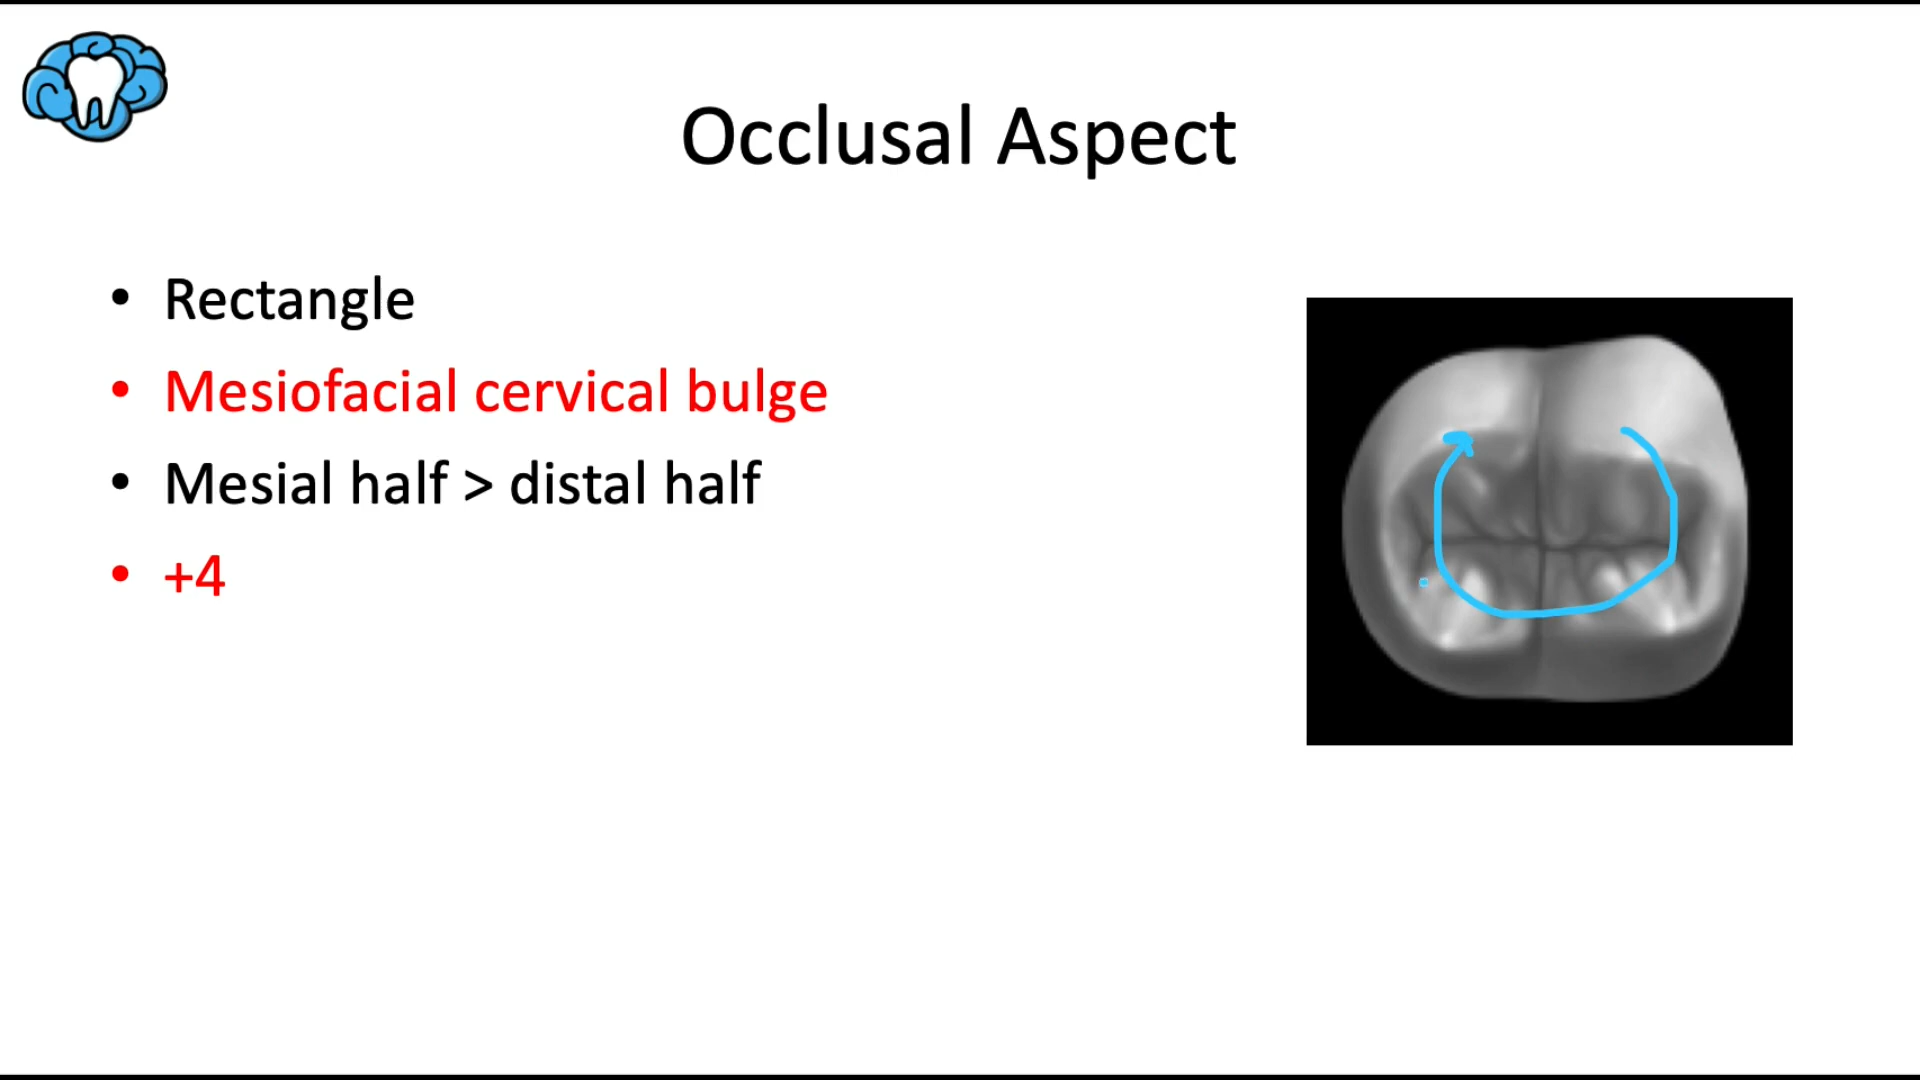 Occlusal Aspect
• Rectangle
• Mesiofacial cervical bulge
• Mesial half > distal half
• +4